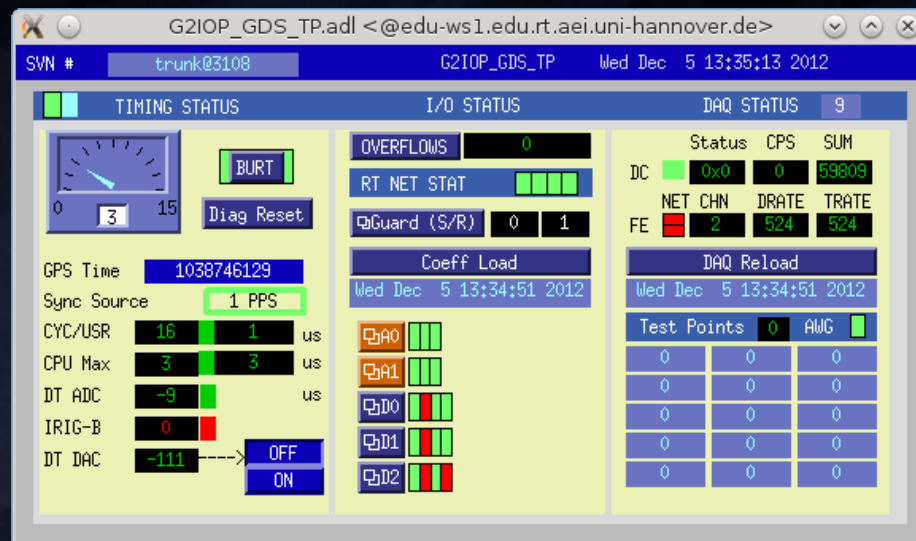 G2IOP_GDS_TP.adl <@edu-ws1.edu.rt.aei.uni-hannover.de>
SVN # trunk@3108 G2IOP_GDS_TP Wed Dec 5 13:35:13 2012
TIMING STATUS I/O STATUS DAQ STATUS 9
0 3 15
BURT
Diag Reset
GPS Time 1038746129
Sync Source 1 PPS
CYC/USR 16 1 us
CPU Max 3 3 us
DT ADC -9 us
IRIG-B 0
DT DAC -111 ----> OFF
ON
OVERFLOWS 0
RT NET STAT
Guard (S/R) 0 1
Coeff Load
Wed Dec 5 13:34:51 2012
A0
A1
D0
D1
D2
Status CPS SUM
DC 0x0 0 59809
NET CHN DRATE TRATE
FE 2 524 524
DAQ Reload
Wed Dec 5 13:34:51 2012
Test Points 0 AWG
0 0 0
0 0 0
0 0 0
0 0 0
0 0 0